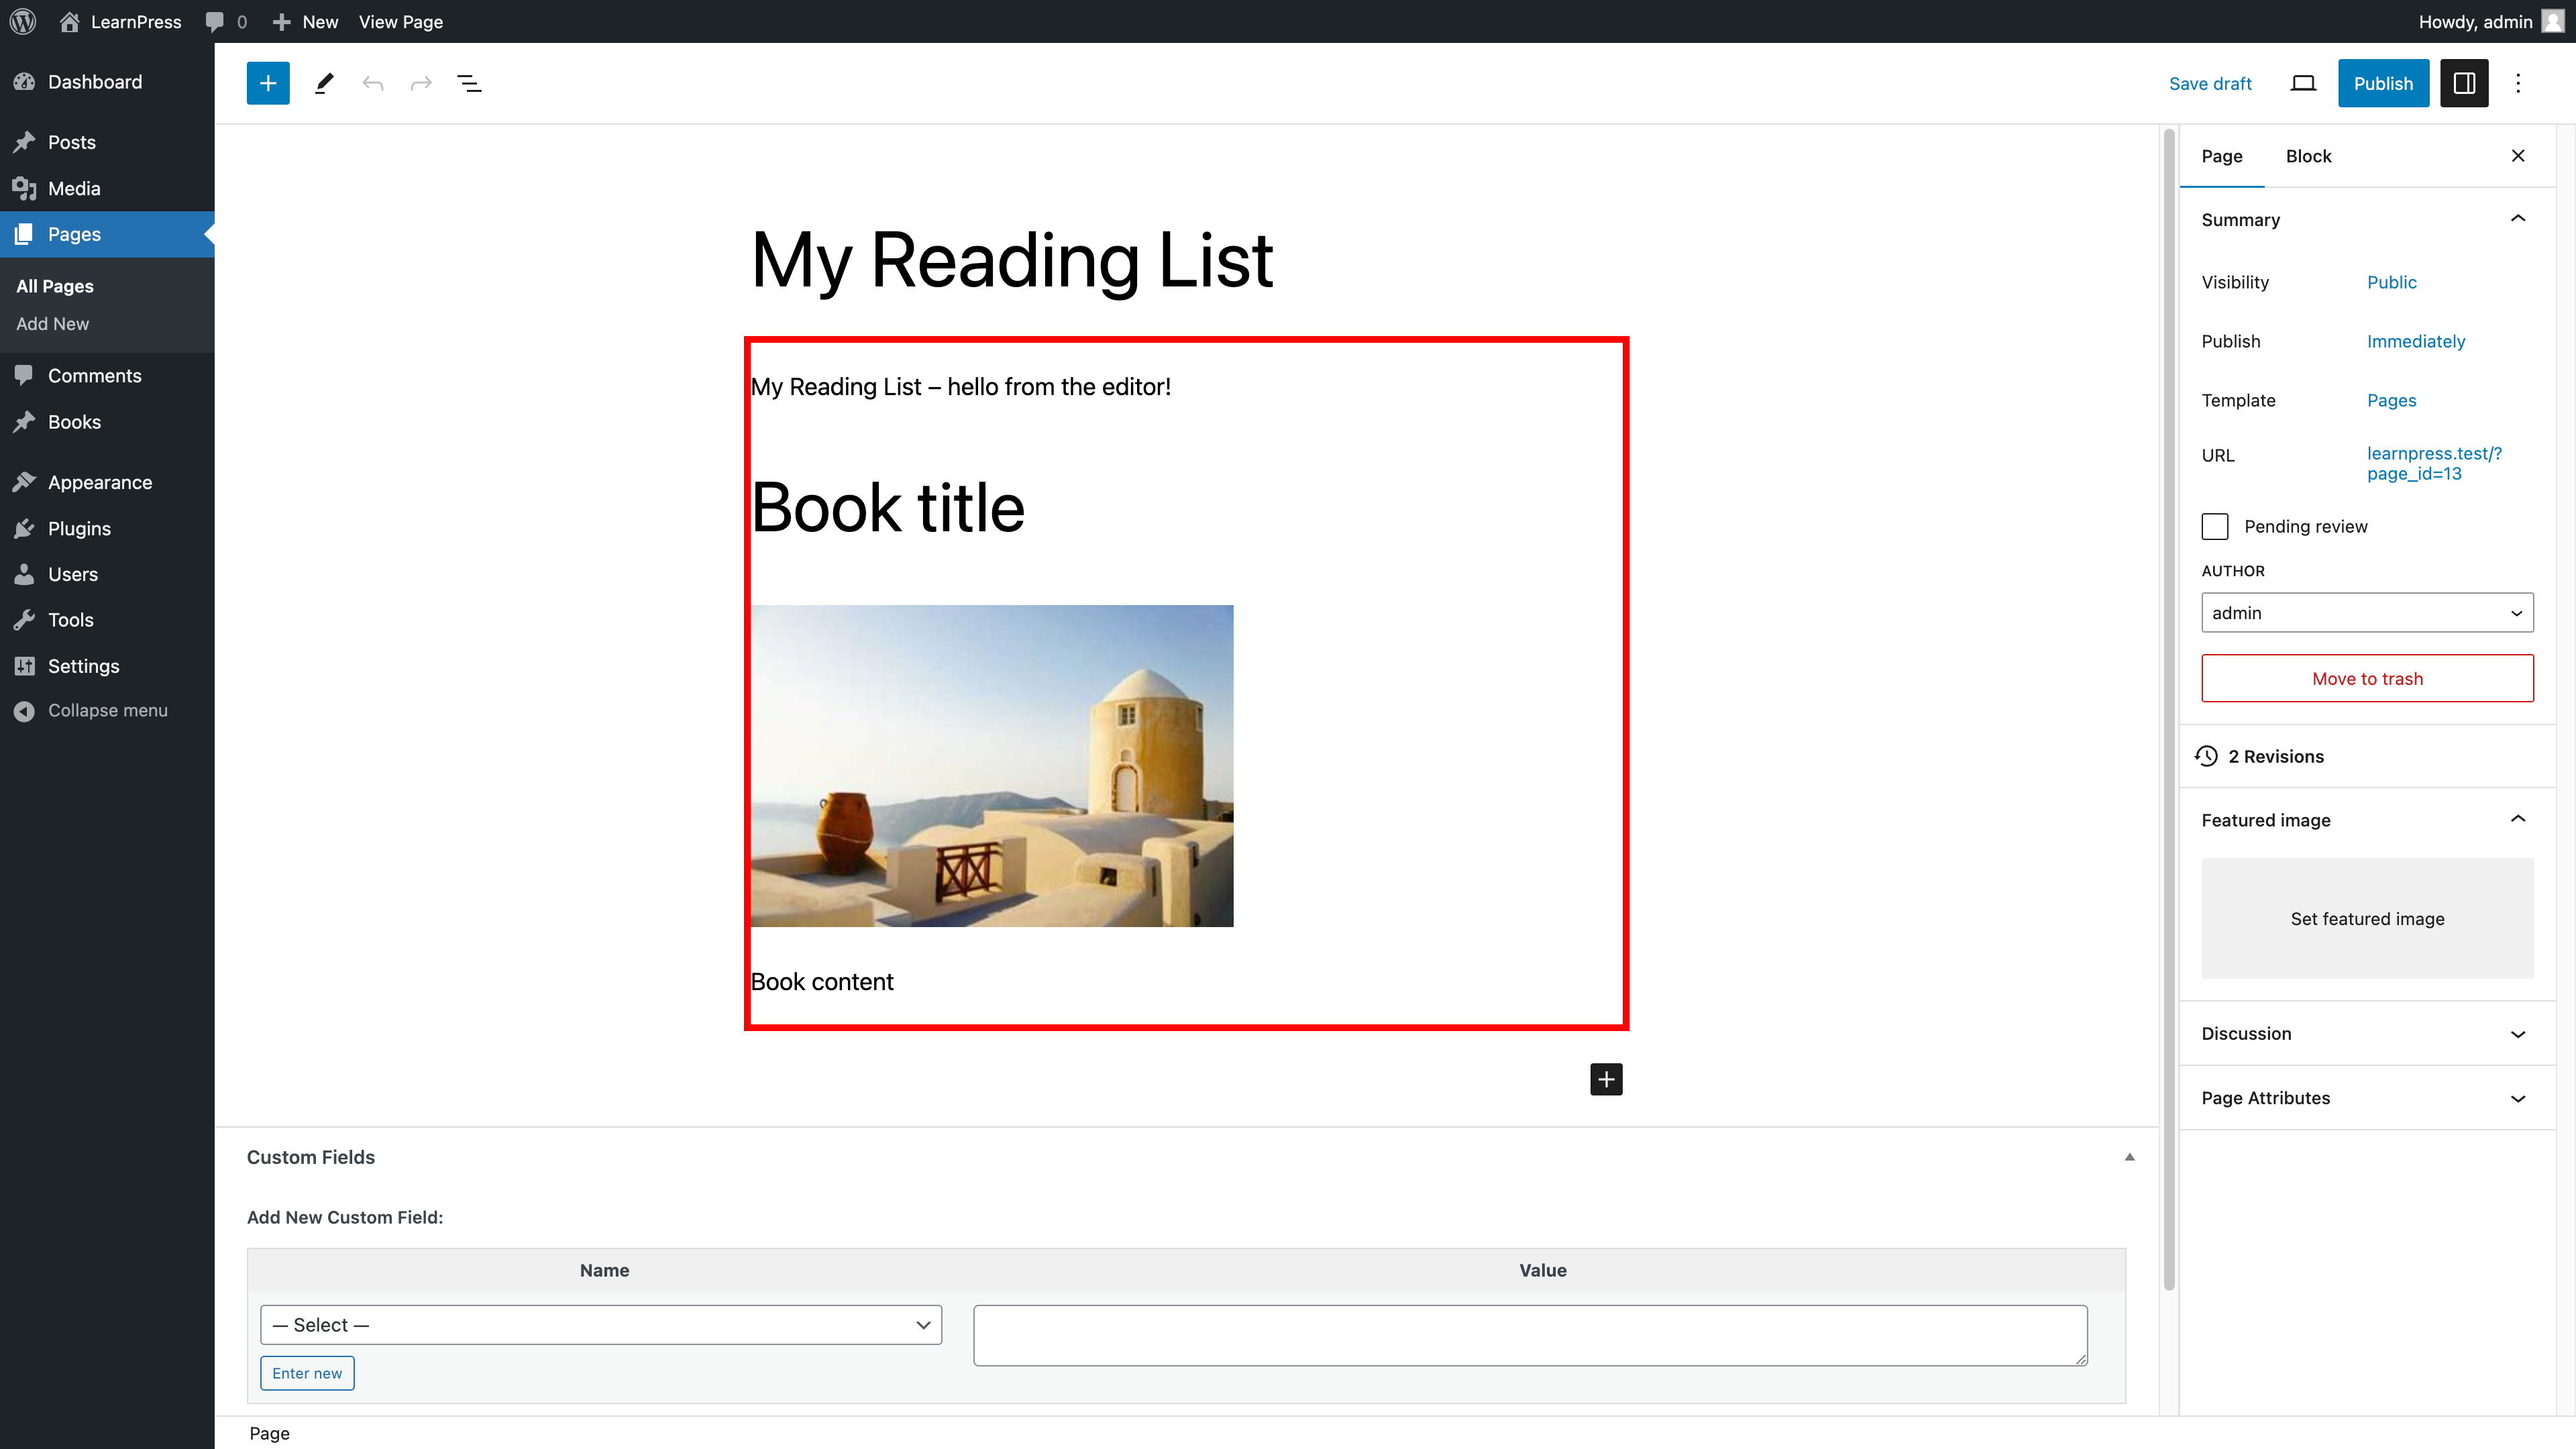 LearnPress 0 New View Page Howdy, admin
Dashboard
Posts
Media
Pages
All Pages
Add New
Comments
Books
Appearance
Plugins
Users
Tools
Settings
Collapse menu
Save draft Publish
My Reading List
My Reading List – hello from the editor!
Book title
Book content
Custom Fields
Add New Custom Field:
Name Value
— Select —
Enter new
Page
Page Block
Summary
Visibility Public
Publish Immediately
Template Pages
URL learnpress.test/?
page_id=13
Pending review
AUTHOR
admin
Move to trash
2 Revisions
Featured image
Set featured image
Discussion
Page Attributes